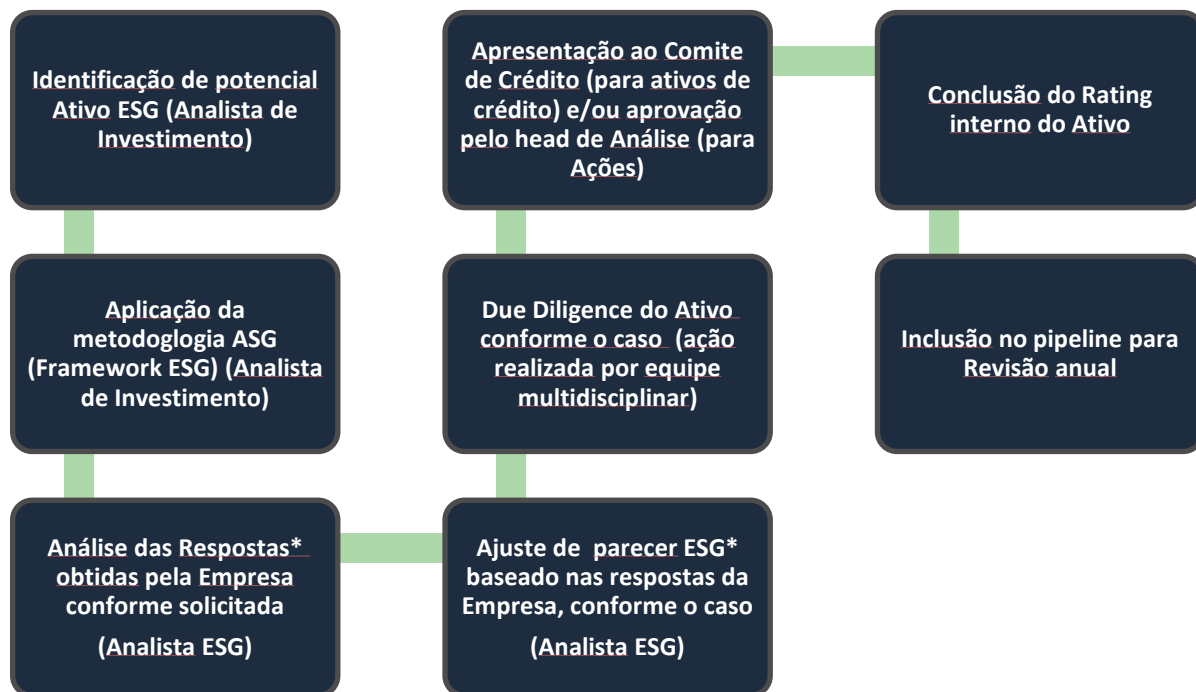 Identificação de potencial
Ativo ESG (Analista de
Investimento)
Aplicação da
metodoglogia ASG
(Framework ESG) (Analista
de Investimento)
Análise das Respostas*
obtidas pela Empresa
conforme solicitada
(Analista ESG)
Ajuste de parecer ESG*
baseado nas respostas da
Empresa, conforme o caso
(Analista ESG)
Due Diligence do Ativo
conforme o caso (ação
realizada por equipe
multidisciplinar)
Apresentação ao Comite
de Crédito (para ativos de
crédito) e/ou aprovação
pelo head de Análise (para
Ações)
Conclusão do Rating
interno do Ativo
Inclusão no pipeline para
Revisão anual